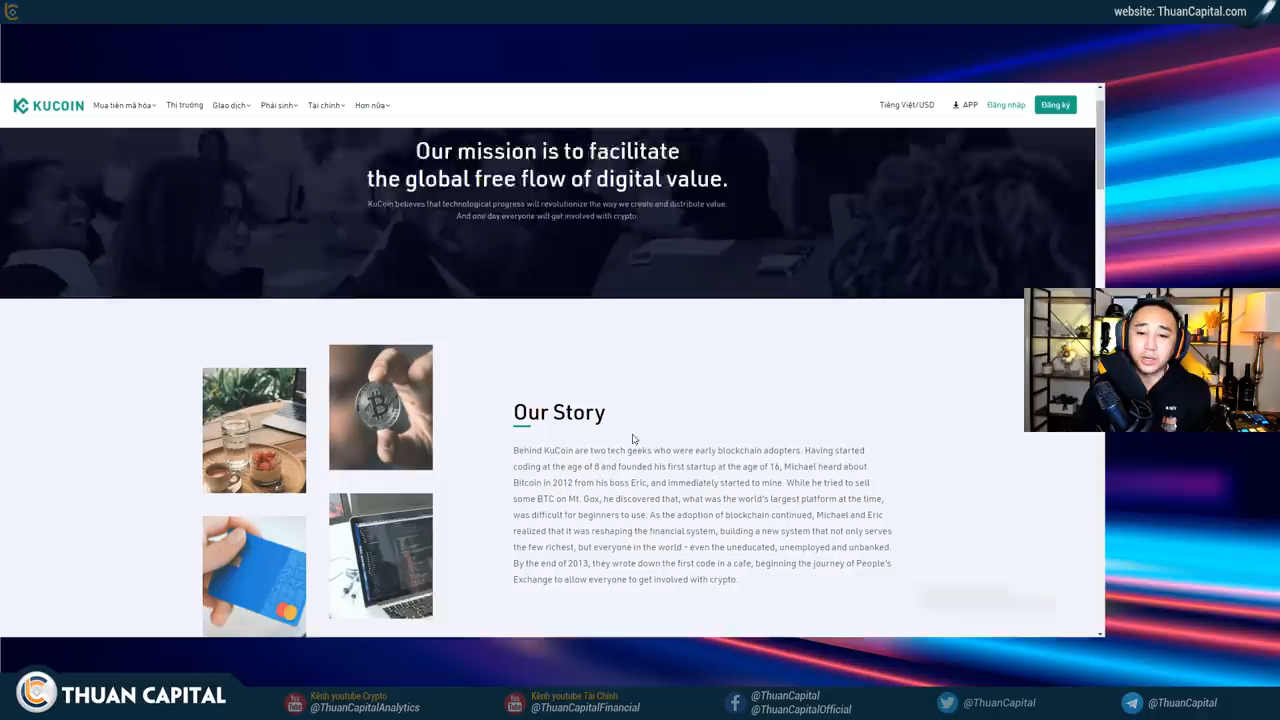 website: ThuanCapital.com
KUCOIN Mua tiền mã hóa Thị trường Giao dịch Phái sinh Tài chính Hơn nữa Tiếng Việt/USD APP Đăng nhập Đăng ký
Our mission is to facilitate
the global free flow of digital value.
KuCoin believes that technological progress will revolutionize the way we create and distribute value.
And one day everyone will get involved with crypto
Our Story
Behind KuCoin are two tech geeks who were early blockchain adopters. Having started
coding at the age of 8 and founded his first startup at the age of 16, Michael heard about
Bitcoin in 2012 from his boss Eric, and immediately started to mine. While he tried to sell
some BTC on Mt. Gox, he discovered that, what was the world's largest platform at the time,
was difficult for beginners to use. As the adoption of blockchain continued, Michael and Eric
realized that it was reshaping the financial system, building a new system that not only serves
the few richest, but everyone in the world – even the uneducated, unemployed and unbanked.
By the end of 2013, they wrote down the first code in a cafe, beginning the journey of People's
Exchange to allow everyone to get involved with crypto.
THUAN CAPITAL
Kênh youtube Crypto
@ThuanCapitalAnalytics
Kênh youtube Tài Chính
@ThuanCapitalFinancial
@ThuanCapital
@ThuanCapitalOfficial
@ThuanCapital
@ThuanCapital